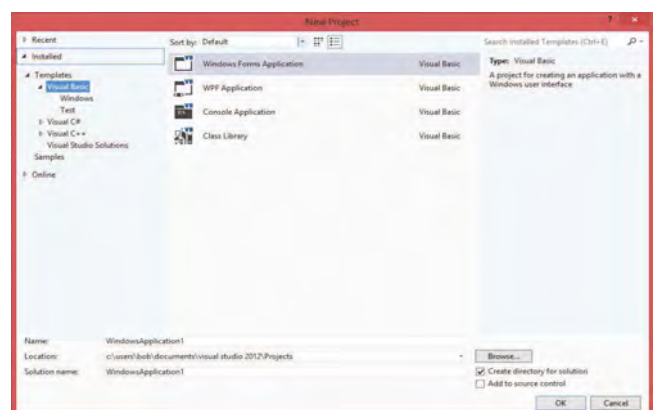 New Project
Recent
Installed
Templates
Visual Basic
Windows
Test
Visual C#
Visual C++
Visual Studio Solutions
Samples
Online
Sort by: Default
Windows Forms Application Visual Basic
WPF Application Visual Basic
Console Application Visual Basic
Class Library Visual Basic
Search Installed Templates (Ctrl+E)
Type: Visual Basic
A project for creating an application with a
Windows user interface
Name: WindowsApplication1
Location: c:\users\bob\documents\visual studio 2012\Projects
Solution name: WindowsApplication1
Browse...
Create directory for solution
Add to source control
OK Cancel